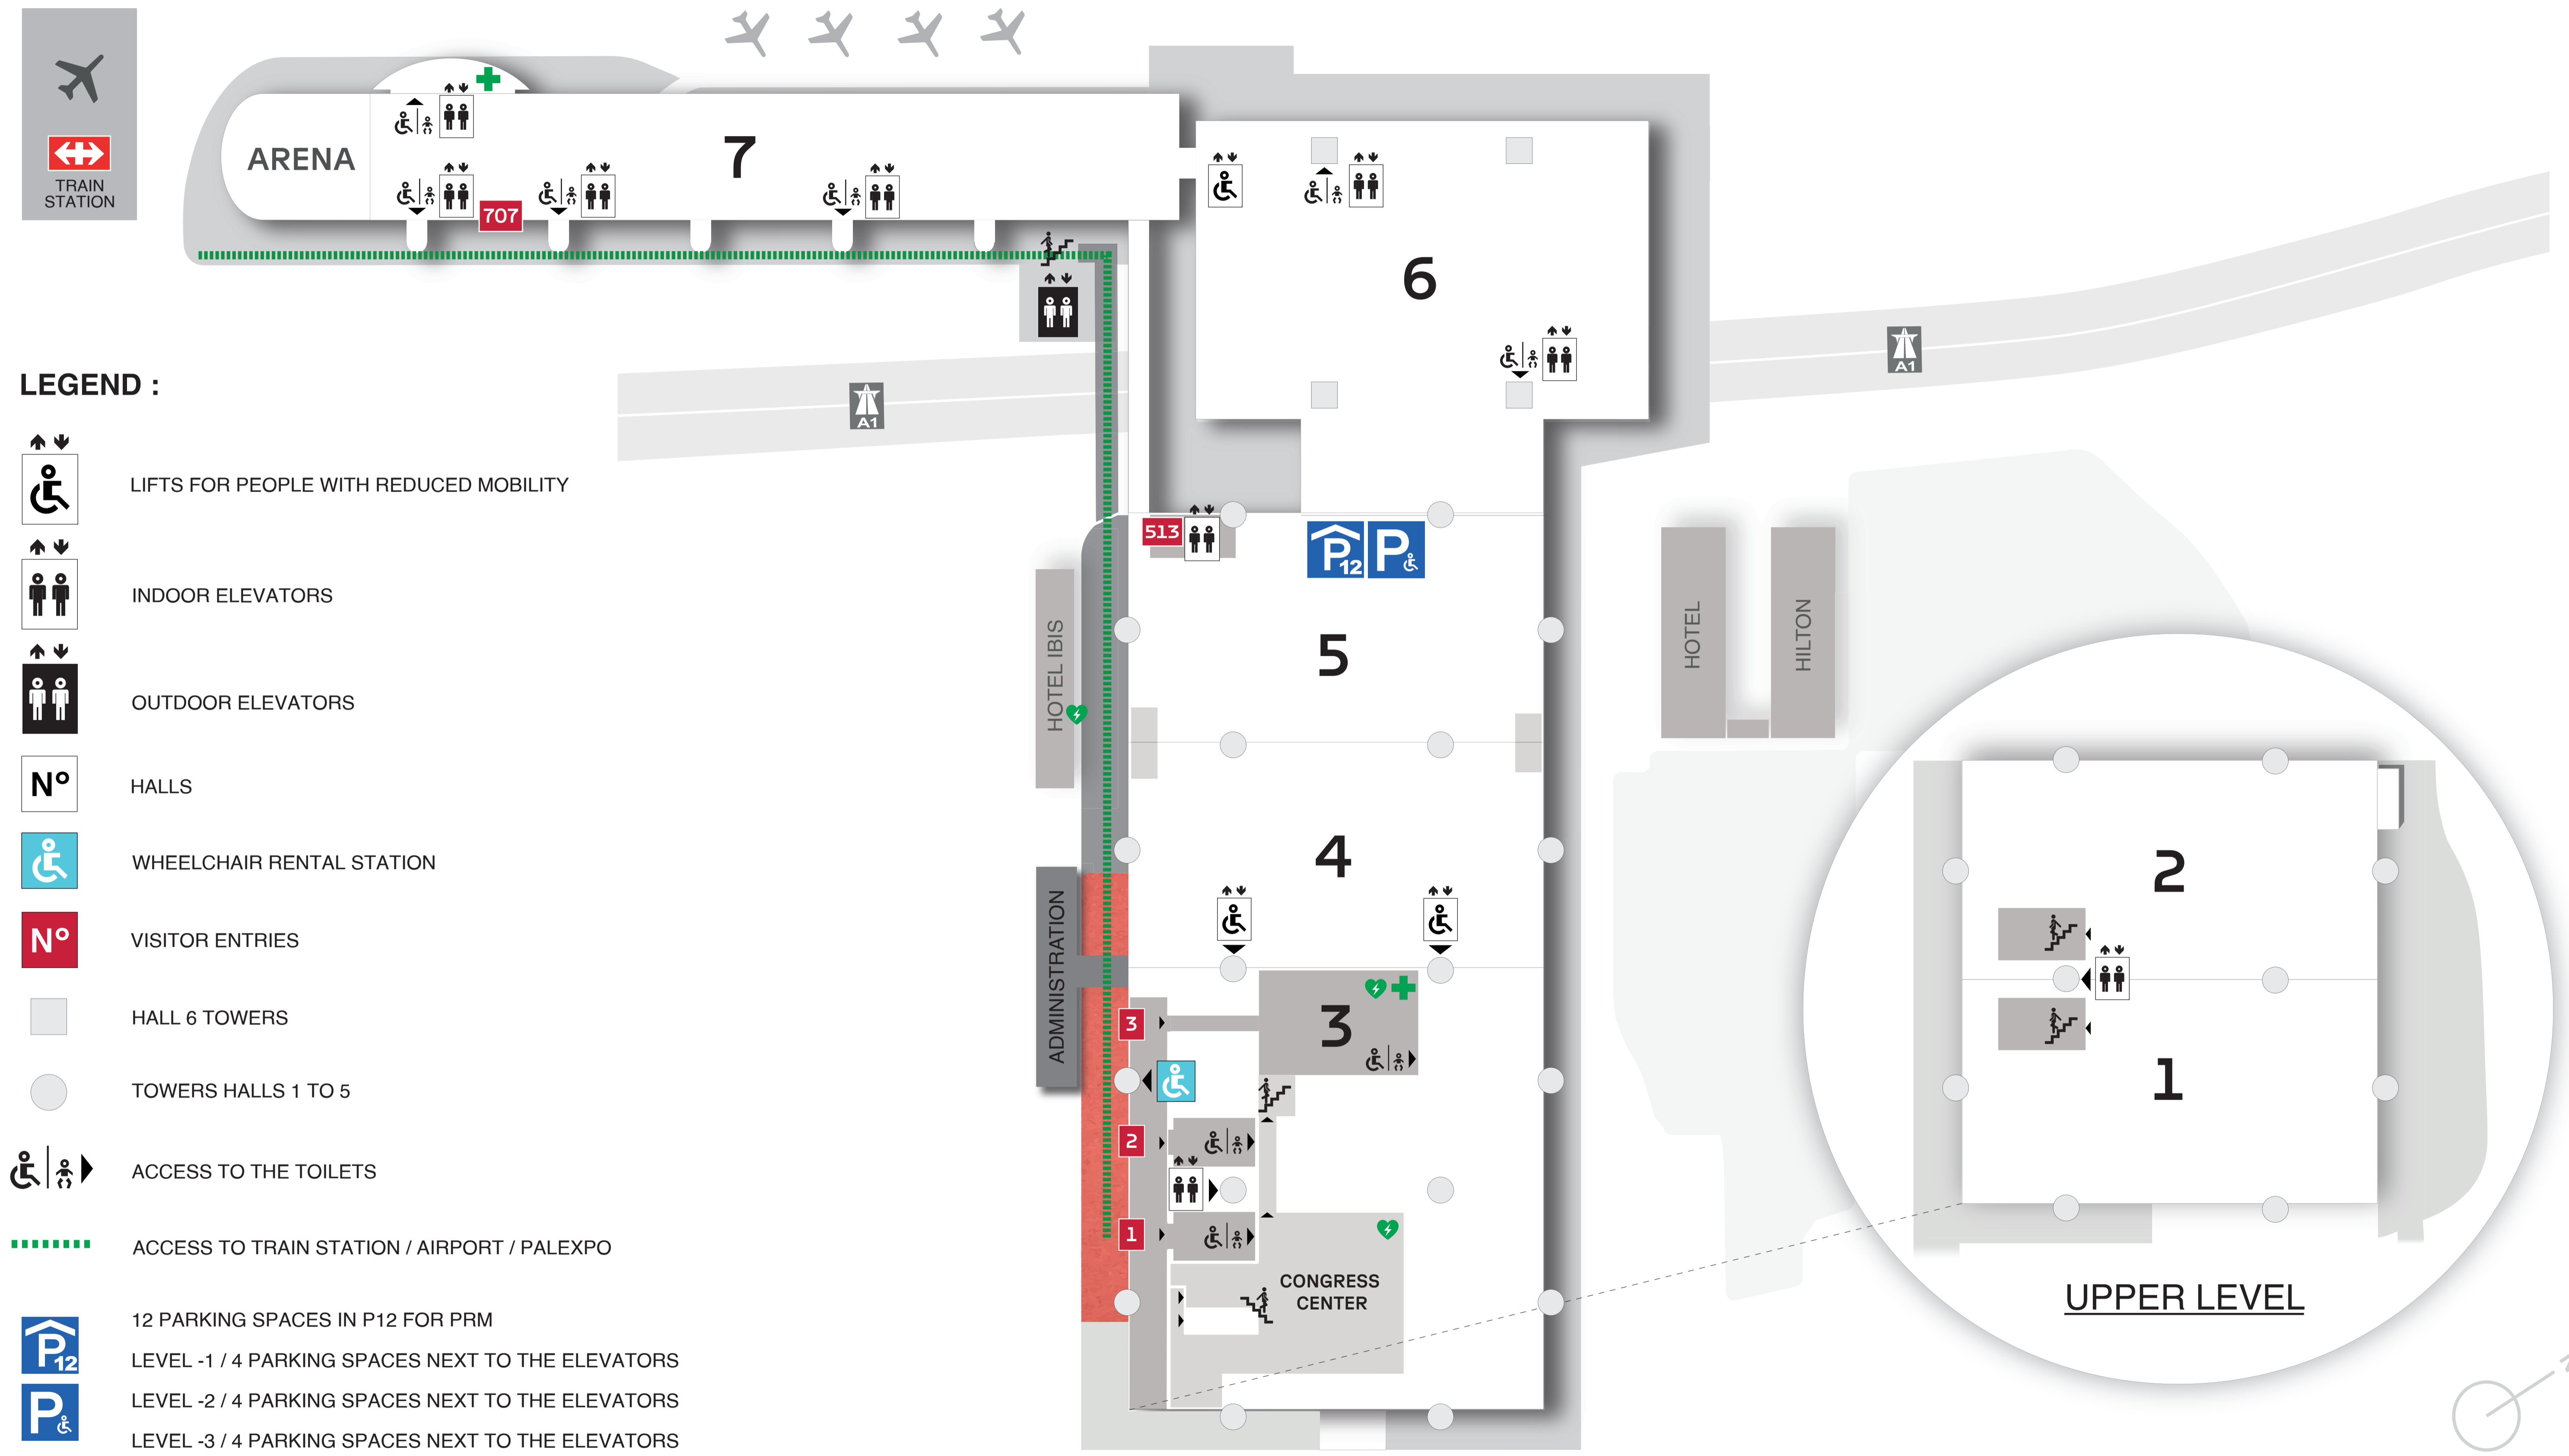 TRAIN
STATION
ARENA
7
707
6
A1
A1
LEGEND :
LIFTS FOR PEOPLE WITH REDUCED MOBILITY
INDOOR ELEVATORS
OUTDOOR ELEVATORS
N° HALLS
WHEELCHAIR RENTAL STATION
N° VISITOR ENTRIES
HALL 6 TOWERS
TOWERS HALLS 1 TO 5
ACCESS TO THE TOILETS
ACCESS TO TRAIN STATION / AIRPORT / PALEXPO
12 PARKING SPACES IN P12 FOR PRM
P12
LEVEL -1 / 4 PARKING SPACES NEXT TO THE ELEVATORS
LEVEL -2 / 4 PARKING SPACES NEXT TO THE ELEVATORS
P
LEVEL -3 / 4 PARKING SPACES NEXT TO THE ELEVATORS
513
P12
P
5
HOTEL IBIS
HOTEL
HILTON
4
ADMINISTRATION
3
3
2
1
CONGRESS
CENTER
2
1
UPPER LEVEL